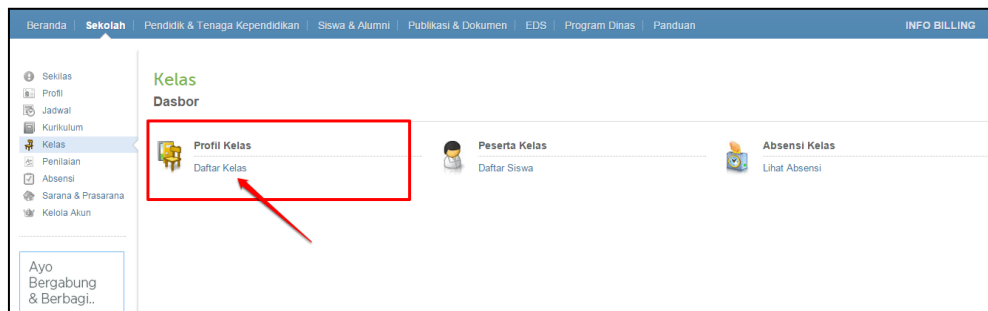 Beranda | Sekolah | Pendidik & Tenaga Kependidikan | Siswa & Alumni | Publikasi & Dokumen | EDS | Program Dinas | Panduan INFO BILLING
Sekilas
Profil
Jadwal
Kurikulum
Kelas
Penilaian
Absensi
Sarana & Prasarana
Kelola Akun
Ayo
Bergabung
& Berbagi..
Kelas
Dasbor
Profil Kelas
Daftar Kelas
Peserta Kelas
Daftar Siswa
Absensi Kelas
Lihat Absensi